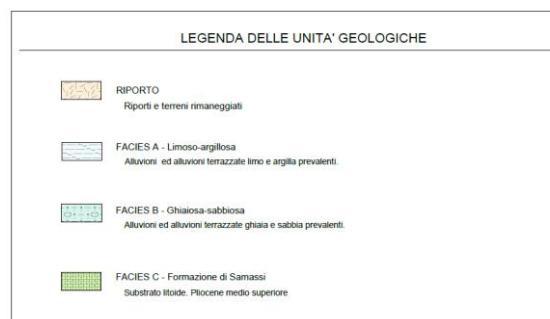 LEGENDA DELLE UNITA' GEOLOGICHE
RIPORTO
Riporti e terreni rimaneggiati
FACIES A - Limoso-argillosa
Alluvioni ed alluvioni terrazzate limo e argilla prevalenti.
FACIES B - Ghiaiosa-sabbiosa
Alluvioni ed alluvioni terrazzate ghiaia e sabbia prevalenti.
FACIES C - Formazione di Samassi
Substrato litoide. Pliocene medio superiore